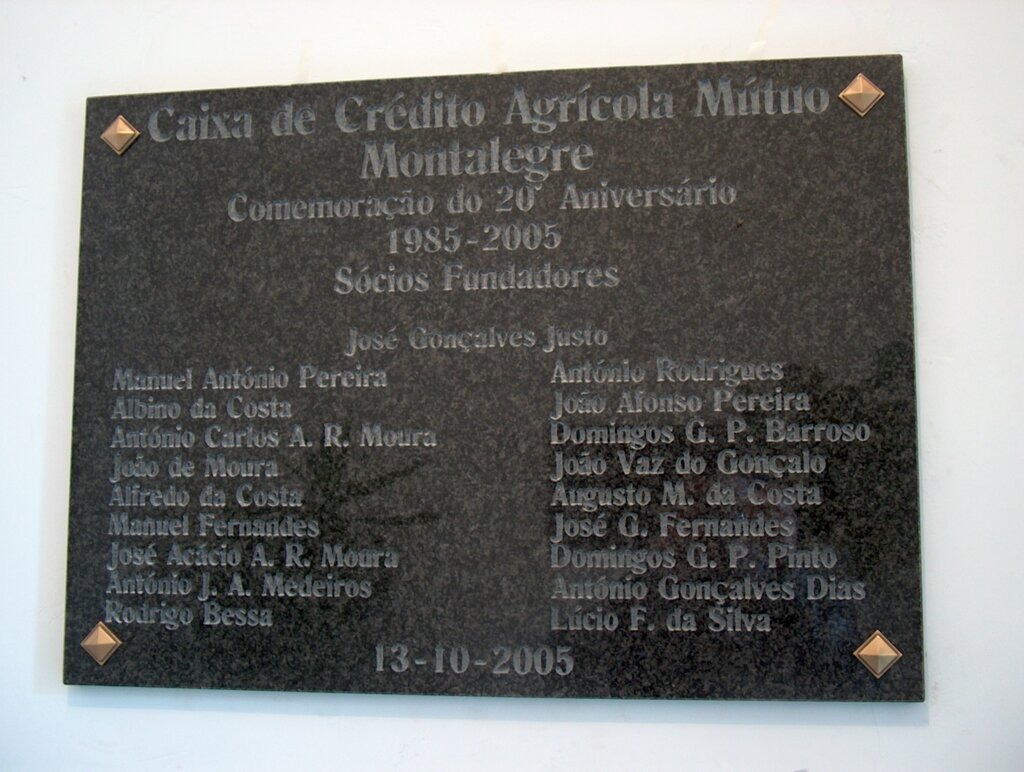 Caixa de Crédito Agrícola Mútuo
Montalegre
Comemoração do 20º Aniversário
1985-2005
Sócios Fundadores
José Gonçalves Justo
Manuel António Pereira
Albino da Costa
António Carlos A. R. Moura
João de Moura
Alfredo da Costa
Manuel Fernandes
José Acácio A. R. Moura
António J. A. Medeiros
Rodrigo Bessa
António Rodrigues
João Afonso Pereira
Domingos G. P. Barroso
João Vaz do Gonçalo
Augusto M. da Costa
José G. Fernandes
Domingos G. P. Pinto
António Gonçalves Dias
Lúcio F. da Silva
13-10-2005